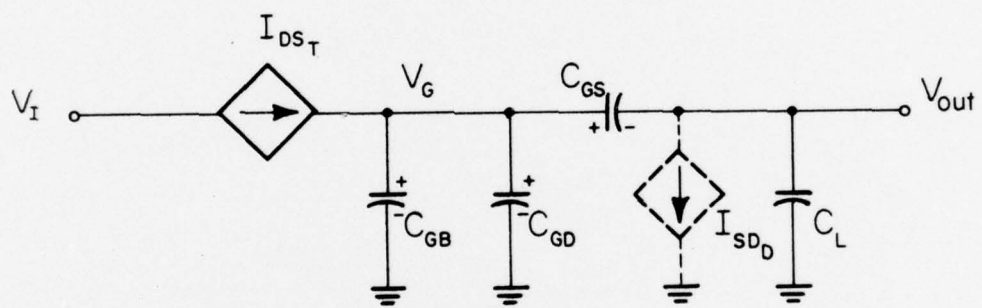 I_DS_T
V_I
V_G
C_GS
V_out
+ -
+
- C_GB
+
- C_GD
I_SD_D
C_L